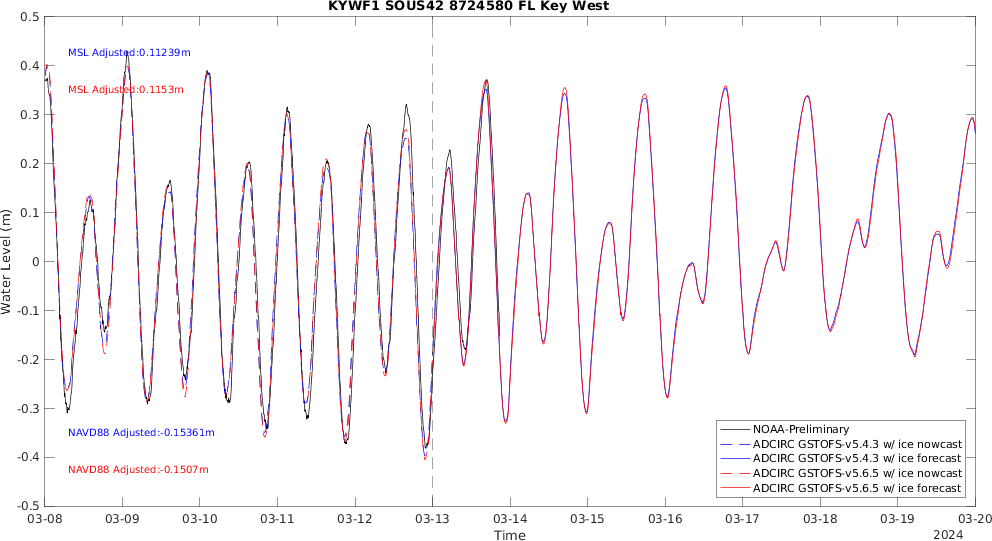 KYWF1 SOUS42 8724580 FL Key West
0.5
0.4
0.3
0.2
0.1
0
-0.1
-0.2
-0.3
-0.4
-0.5
Water Level (m)
MSL Adjusted:0.11239m
MSL Adjusted:0.1153m
NAVD88 Adjusted:-0.15361m
NAVD88 Adjusted:-0.1507m
NOAA-Preliminary
ADCIRC GSTOFS-v5.4.3 w/ ice nowcast
ADCIRC GSTOFS-v5.4.3 w/ ice forecast
ADCIRC GSTOFS-v5.6.5 w/ ice nowcast
ADCIRC GSTOFS-v5.6.5 w/ ice forecast
03-08 03-09 03-10 03-11 03-12 03-13 03-14 03-15 03-16 03-17 03-18 03-19 03-20
Time
2024